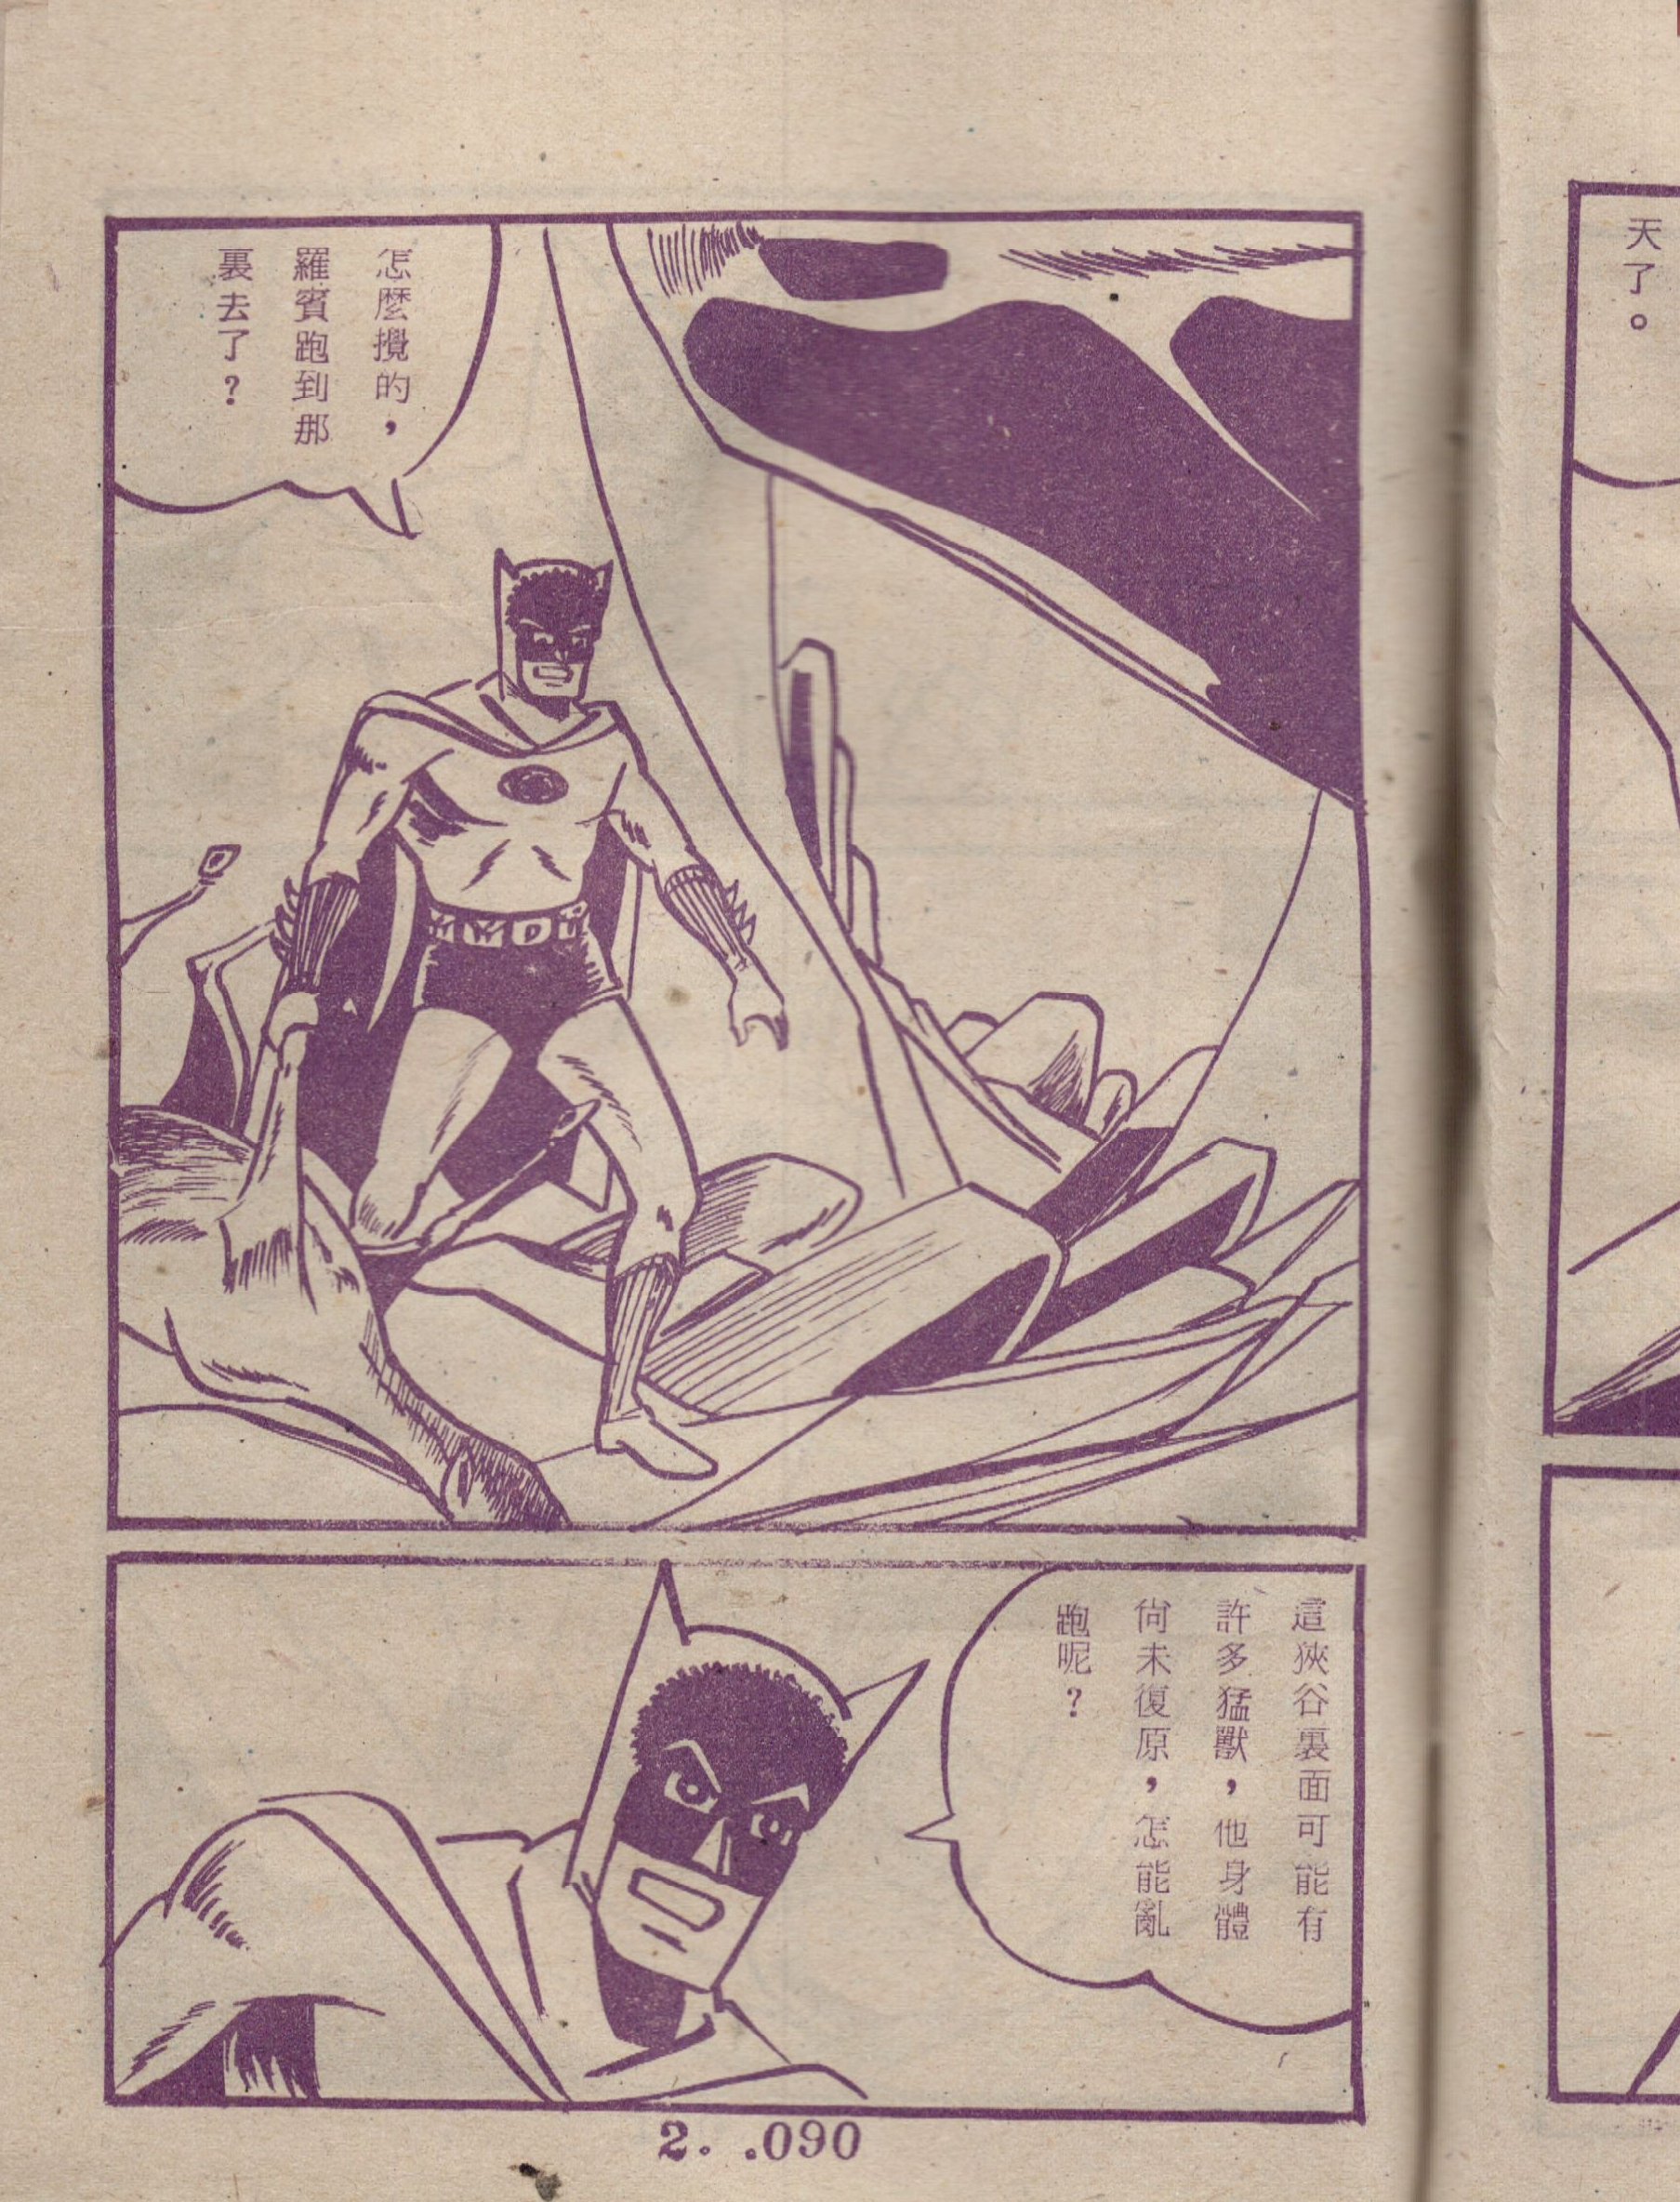 怎麼攪的，
羅賓跑到那
裏去了？
這狹谷裏面可能有
許多猛獸，他身體
尙未復原，怎能亂
跑呢？
2. .090
天了。